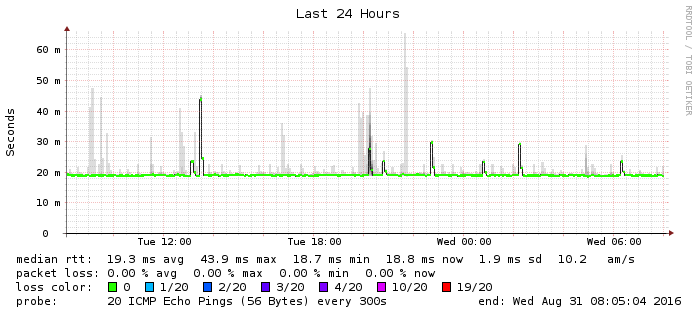 Last 24 Hours
RRDTOOL / TOBI OETIKER
Seconds
60 m
50 m
40 m
30 m
20 m
10 m
0
Tue 12:00 Tue 18:00 Wed 00:00 Wed 06:00
median rtt: 19.3 ms avg 43.9 ms max 18.7 ms min 18.8 ms now 1.9 ms sd 10.2 am/s
packet loss: 0.00 % avg 0.00 % max 0.00 % min 0.00 % now
loss color: 0 1/20 2/20 3/20 4/20 10/20 19/20
probe: 20 ICMP Echo Pings (56 Bytes) every 300s end: Wed Aug 31 08:05:04 2016